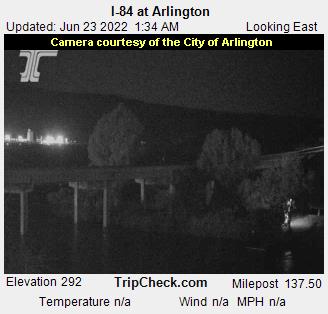 I-84 at Arlington
Updated: Jun 23 2022 1:34 AM Looking East
Camera courtesy of the City of Arlington
Elevation 292 TripCheck.com Milepost 137.50
Temperature n/a Wind n/a MPH n/a